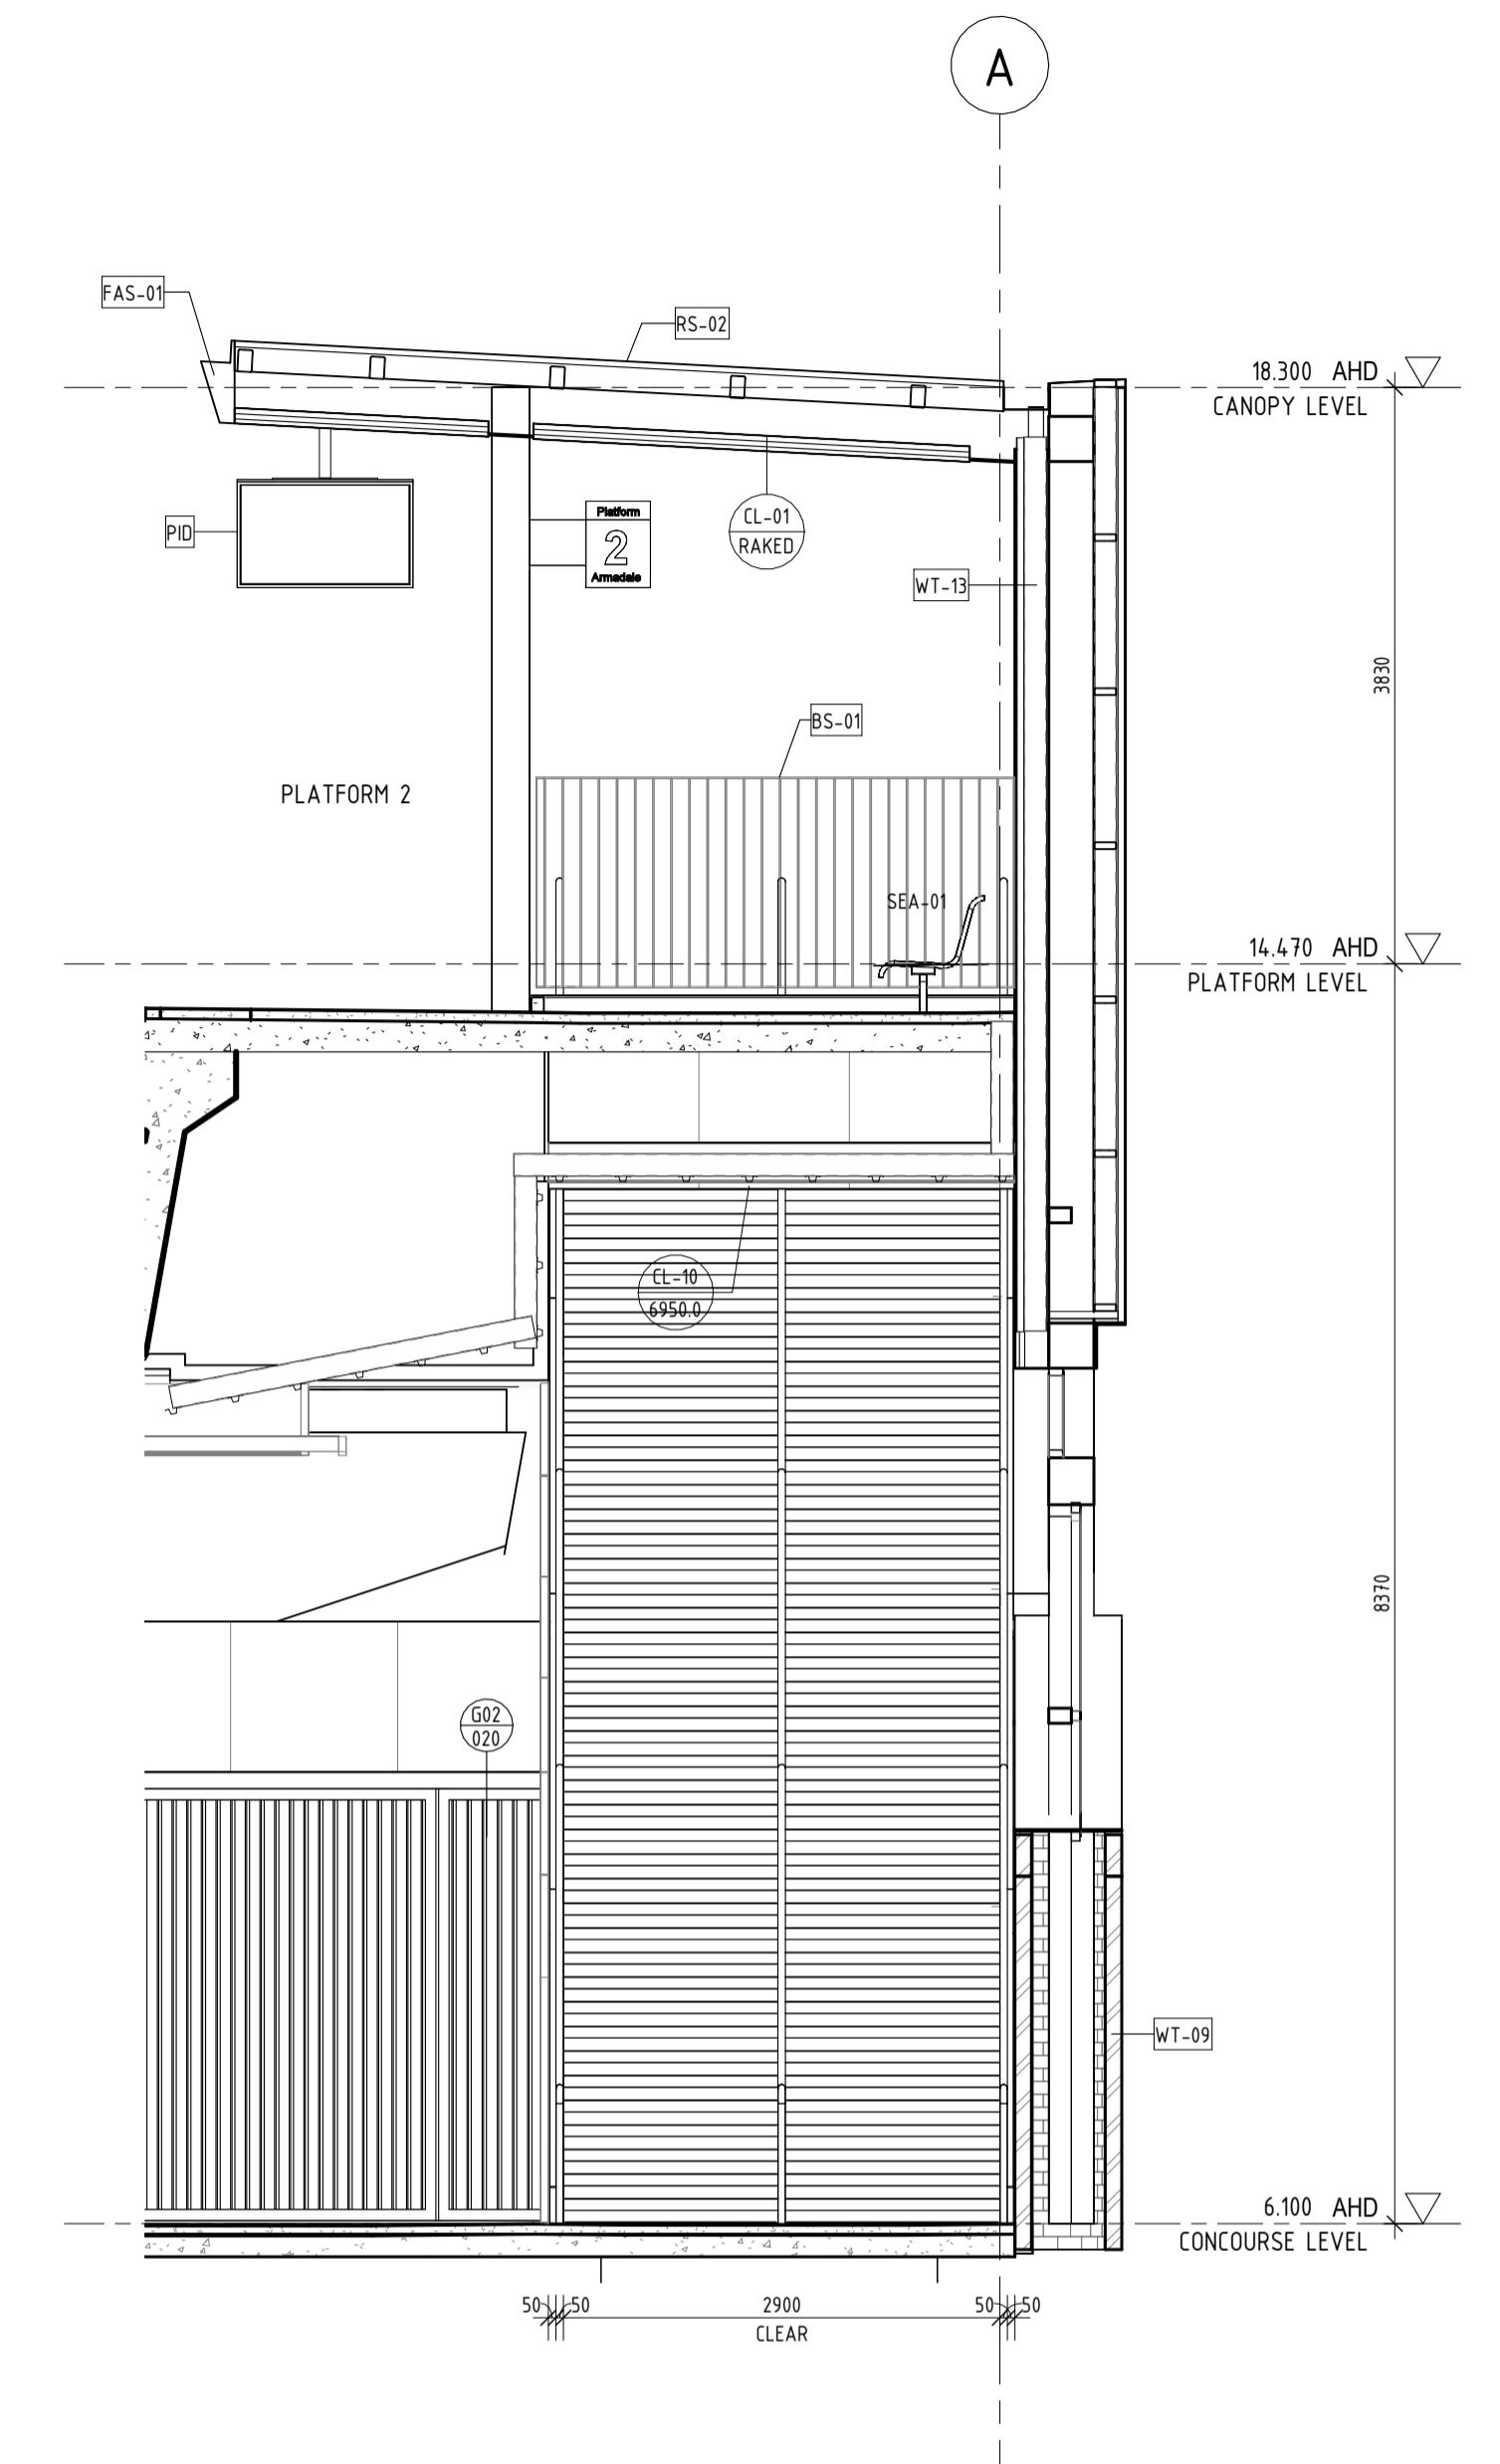 A
FAS-01
RS-02
18.300 AHD
CANOPY LEVEL
PID
Platform
2
Armadale
CL-01
RAKED
WT-13
3830
BS-01
PLATFORM 2
SEA-01
14.470 AHD
PLATFORM LEVEL
CL-10
6950.0
8370
G02
020
WT-09
6.100 AHD
CONCOURSE LEVEL
50 50 2900 50 50
CLEAR